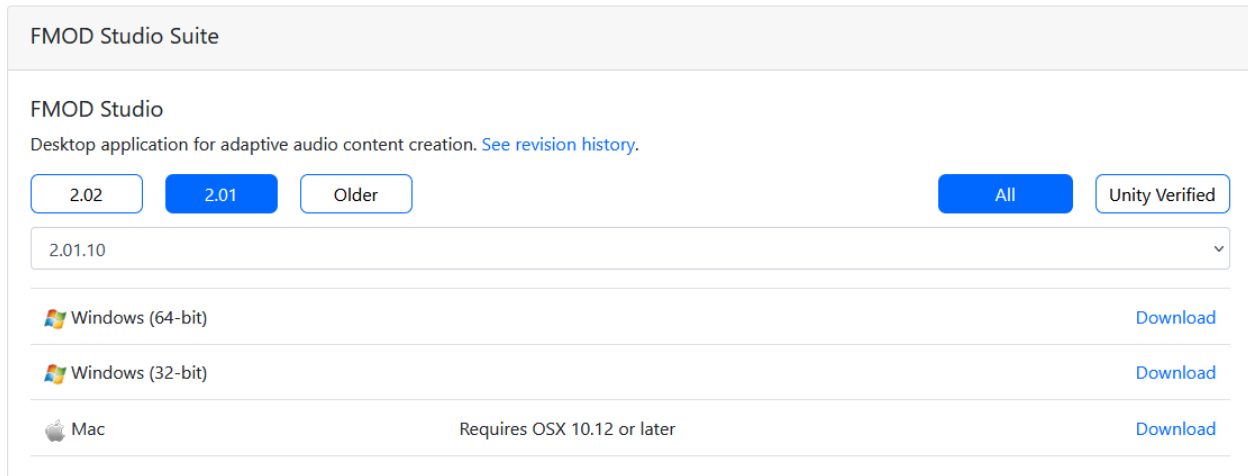 FMOD Studio Suite
FMOD Studio
Desktop application for adaptive audio content creation. See revision history.
2.02 2.01 Older All Unity Verified
2.01.10
Windows (64-bit) Download
Windows (32-bit) Download
Mac Requires OSX 10.12 or later Download